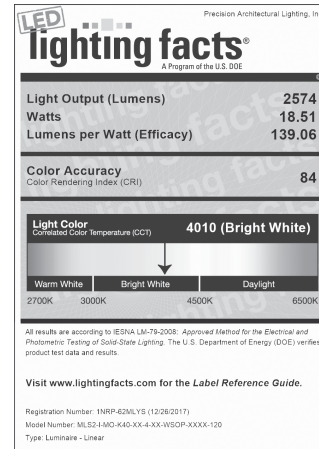 LED
Precision Architectural Lighting, In
lighting facts®
A Program of the U.S. DOE
Light Output (Lumens) 2574
Watts 18.51
Lumens per Watt (Efficacy) 139.06
Color Accuracy
Color Rendering Index (CRI) 84
Light Color
Correlated Color Temperature (CCT) 4010 (Bright White)
Warm White Bright White Daylight
2700K 3000K 4500K 6500K
All results are according to IESNA LM-79-2008: Approved Method for the Electrical and
Photometric Testing of Solid-State Lighting. The U.S. Department of Energy (DOE) verifies
product test data and results.
Visit www.lightingfacts.com for the Label Reference Guide.
Registration Number: 1NRP-62MLYS (12/26/2017)
Model Number: MLS2-I-MO-K40-XX-4-XX-WSOP-XXXX-120
Type: Luminaire - Linear